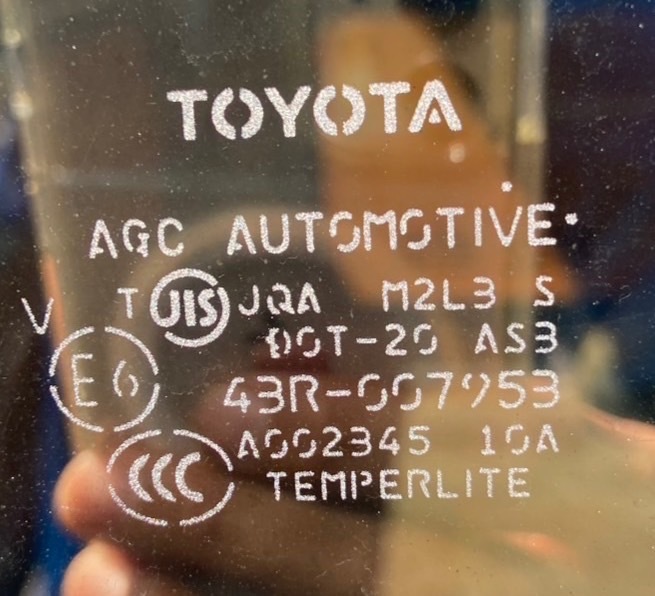 TOYOTA
AGC AUTOMOTIVE
T JIS JQA M2L3 S
V DOT-20 AS3
E6 43R-007953
CCC A002345 10A
TEMPERLITE